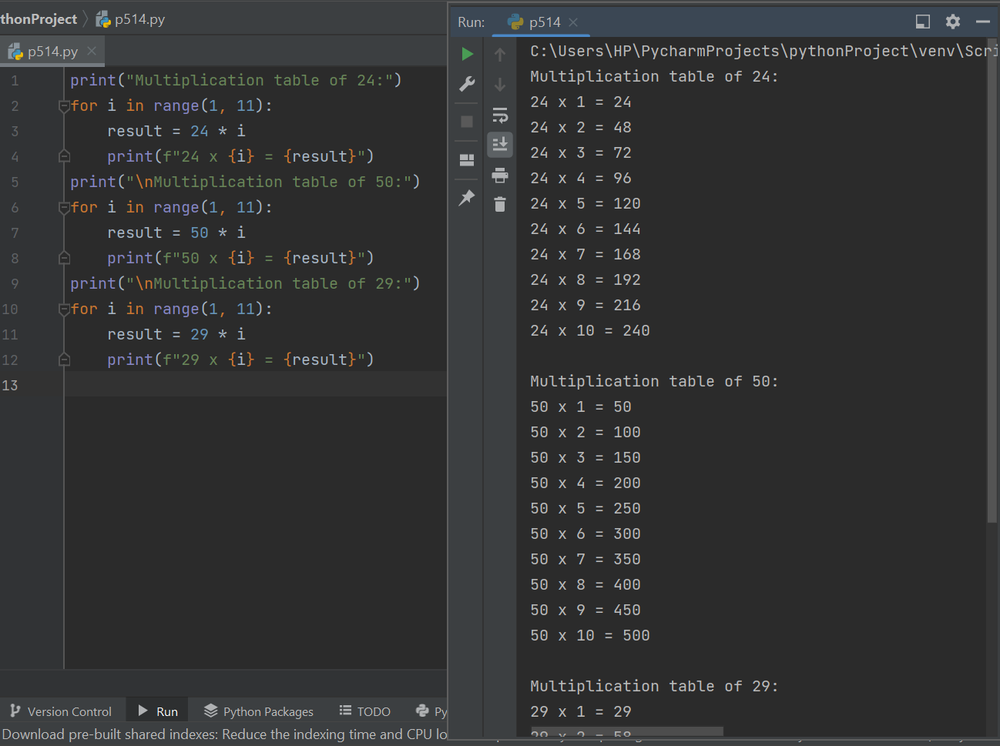 thonProject p514.py
p514.py
1 print("Multiplication table of 24:")
2 for i in range(1, 11):
3 result = 24 * i
4 print(f"24 x {i} = {result}")
5 print("\nMultiplication table of 50:")
6 for i in range(1, 11):
7 result = 50 * i
8 print(f"50 x {i} = {result}")
9 print("\nMultiplication table of 29:")
10 for i in range(1, 11):
11 result = 29 * i
12 print(f"29 x {i} = {result}")
13
Run: p514
C:\Users\HP\PycharmProjects\pythonProject\venv\Scri
Multiplication table of 24:
24 x 1 = 24
24 x 2 = 48
24 x 3 = 72
24 x 4 = 96
24 x 5 = 120
24 x 6 = 144
24 x 7 = 168
24 x 8 = 192
24 x 9 = 216
24 x 10 = 240
Multiplication table of 50:
50 x 1 = 50
50 x 2 = 100
50 x 3 = 150
50 x 4 = 200
50 x 5 = 250
50 x 6 = 300
50 x 7 = 350
50 x 8 = 400
50 x 9 = 450
50 x 10 = 500
Multiplication table of 29:
29 x 1 = 29
29 x 2 = 58
Version Control Run Python Packages TODO Py
Download pre-built shared indexes: Reduce the indexing time and CPU lo